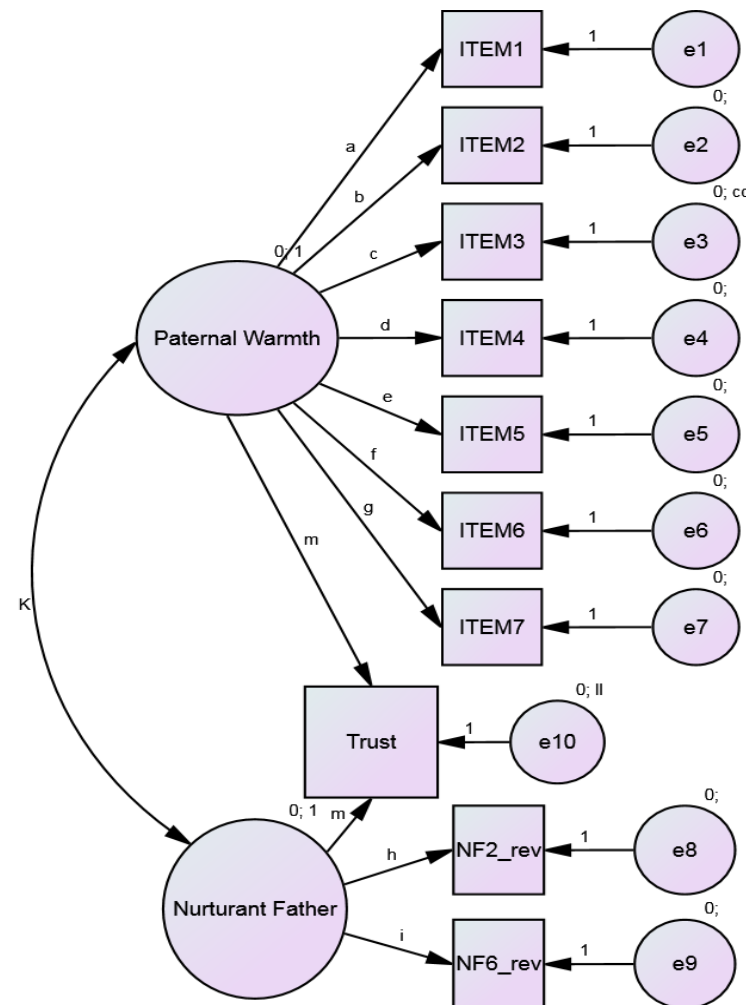 ITEM1
1
e1
0;
a
ITEM2
1
e2
0; cc
b
ITEM3
1
e3
0;
0; 1
c
Paternal Warmth
d
ITEM4
1
e4
0;
e
ITEM5
1
e5
0;
f
ITEM6
1
e6
0;
g
ITEM7
1
e7
m
K
0; ll
Trust
1
e10
0; 1
m
0;
h
NF2_rev
1
e8
0;
Nurturant Father
i
NF6_rev
1
e9